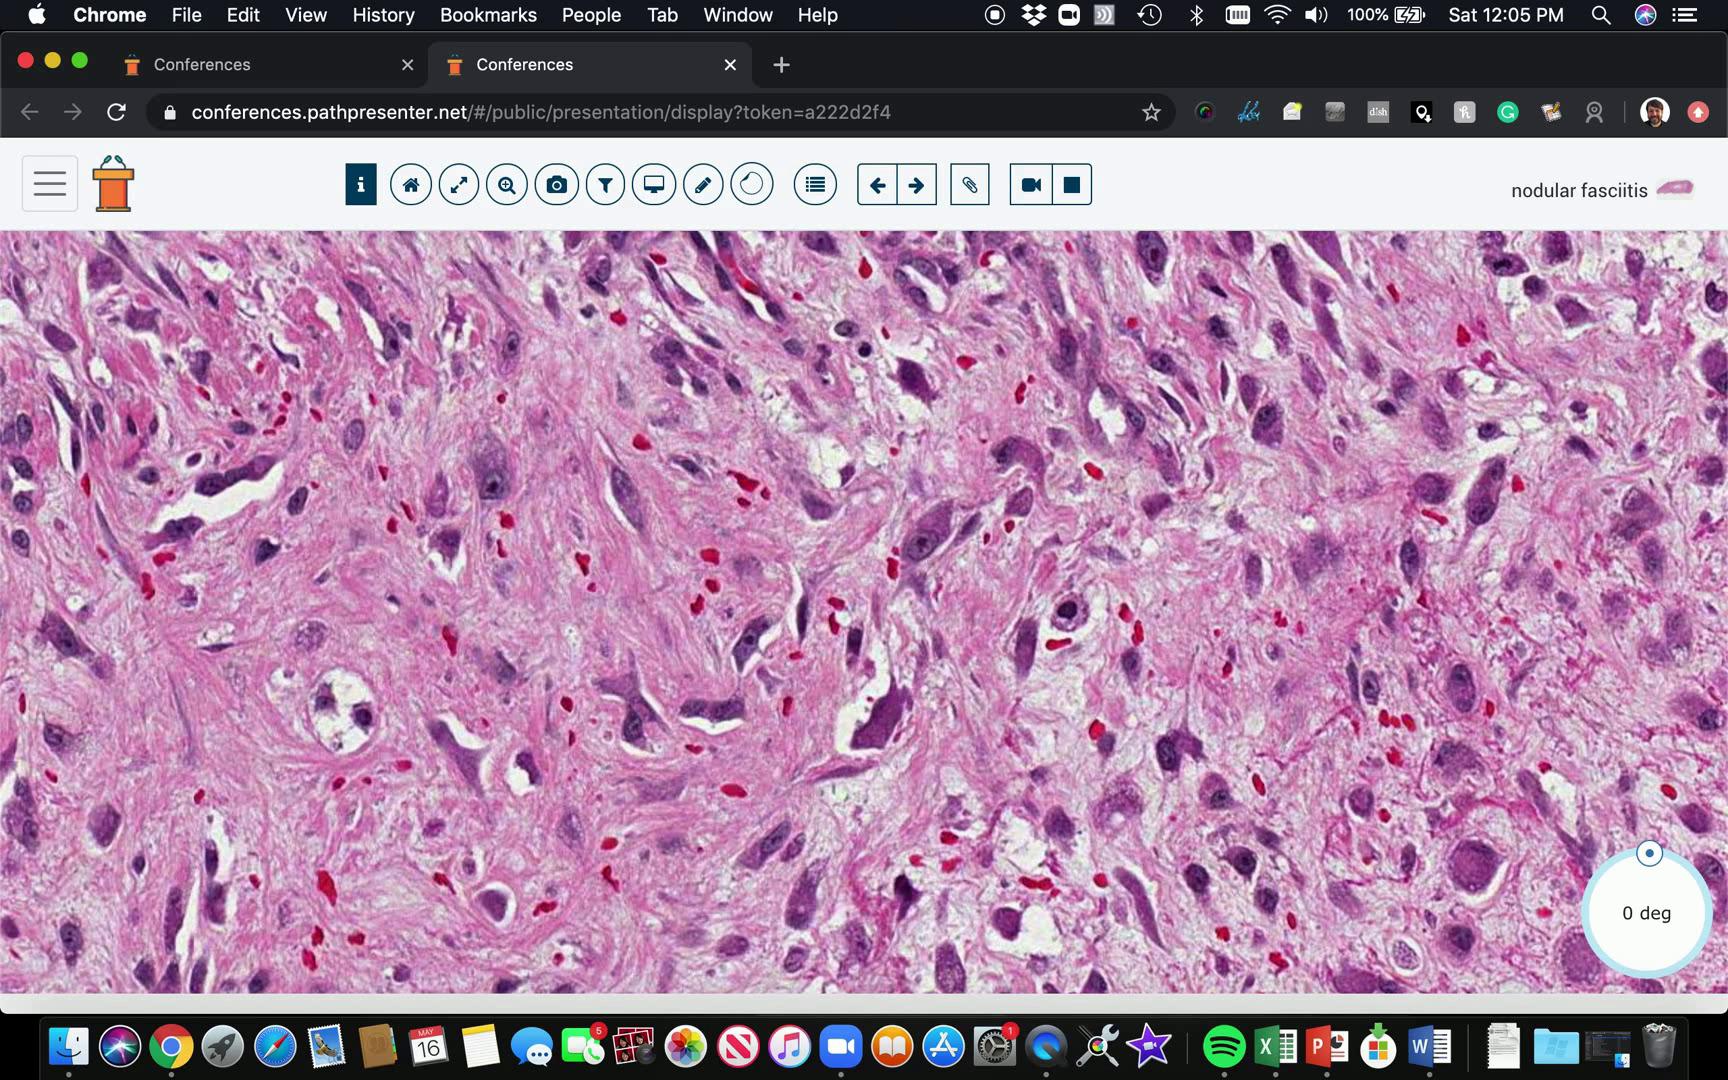 Chrome File Edit View History Bookmarks People Tab Window Help 100% Sat 12:05 PM
Conferences Conferences
conferences.pathpresenter.net/#/public/presentation/display?token=a222d2f4
dish
nodular fasciitis
0 deg
5
MAY
16
1
X
P
W